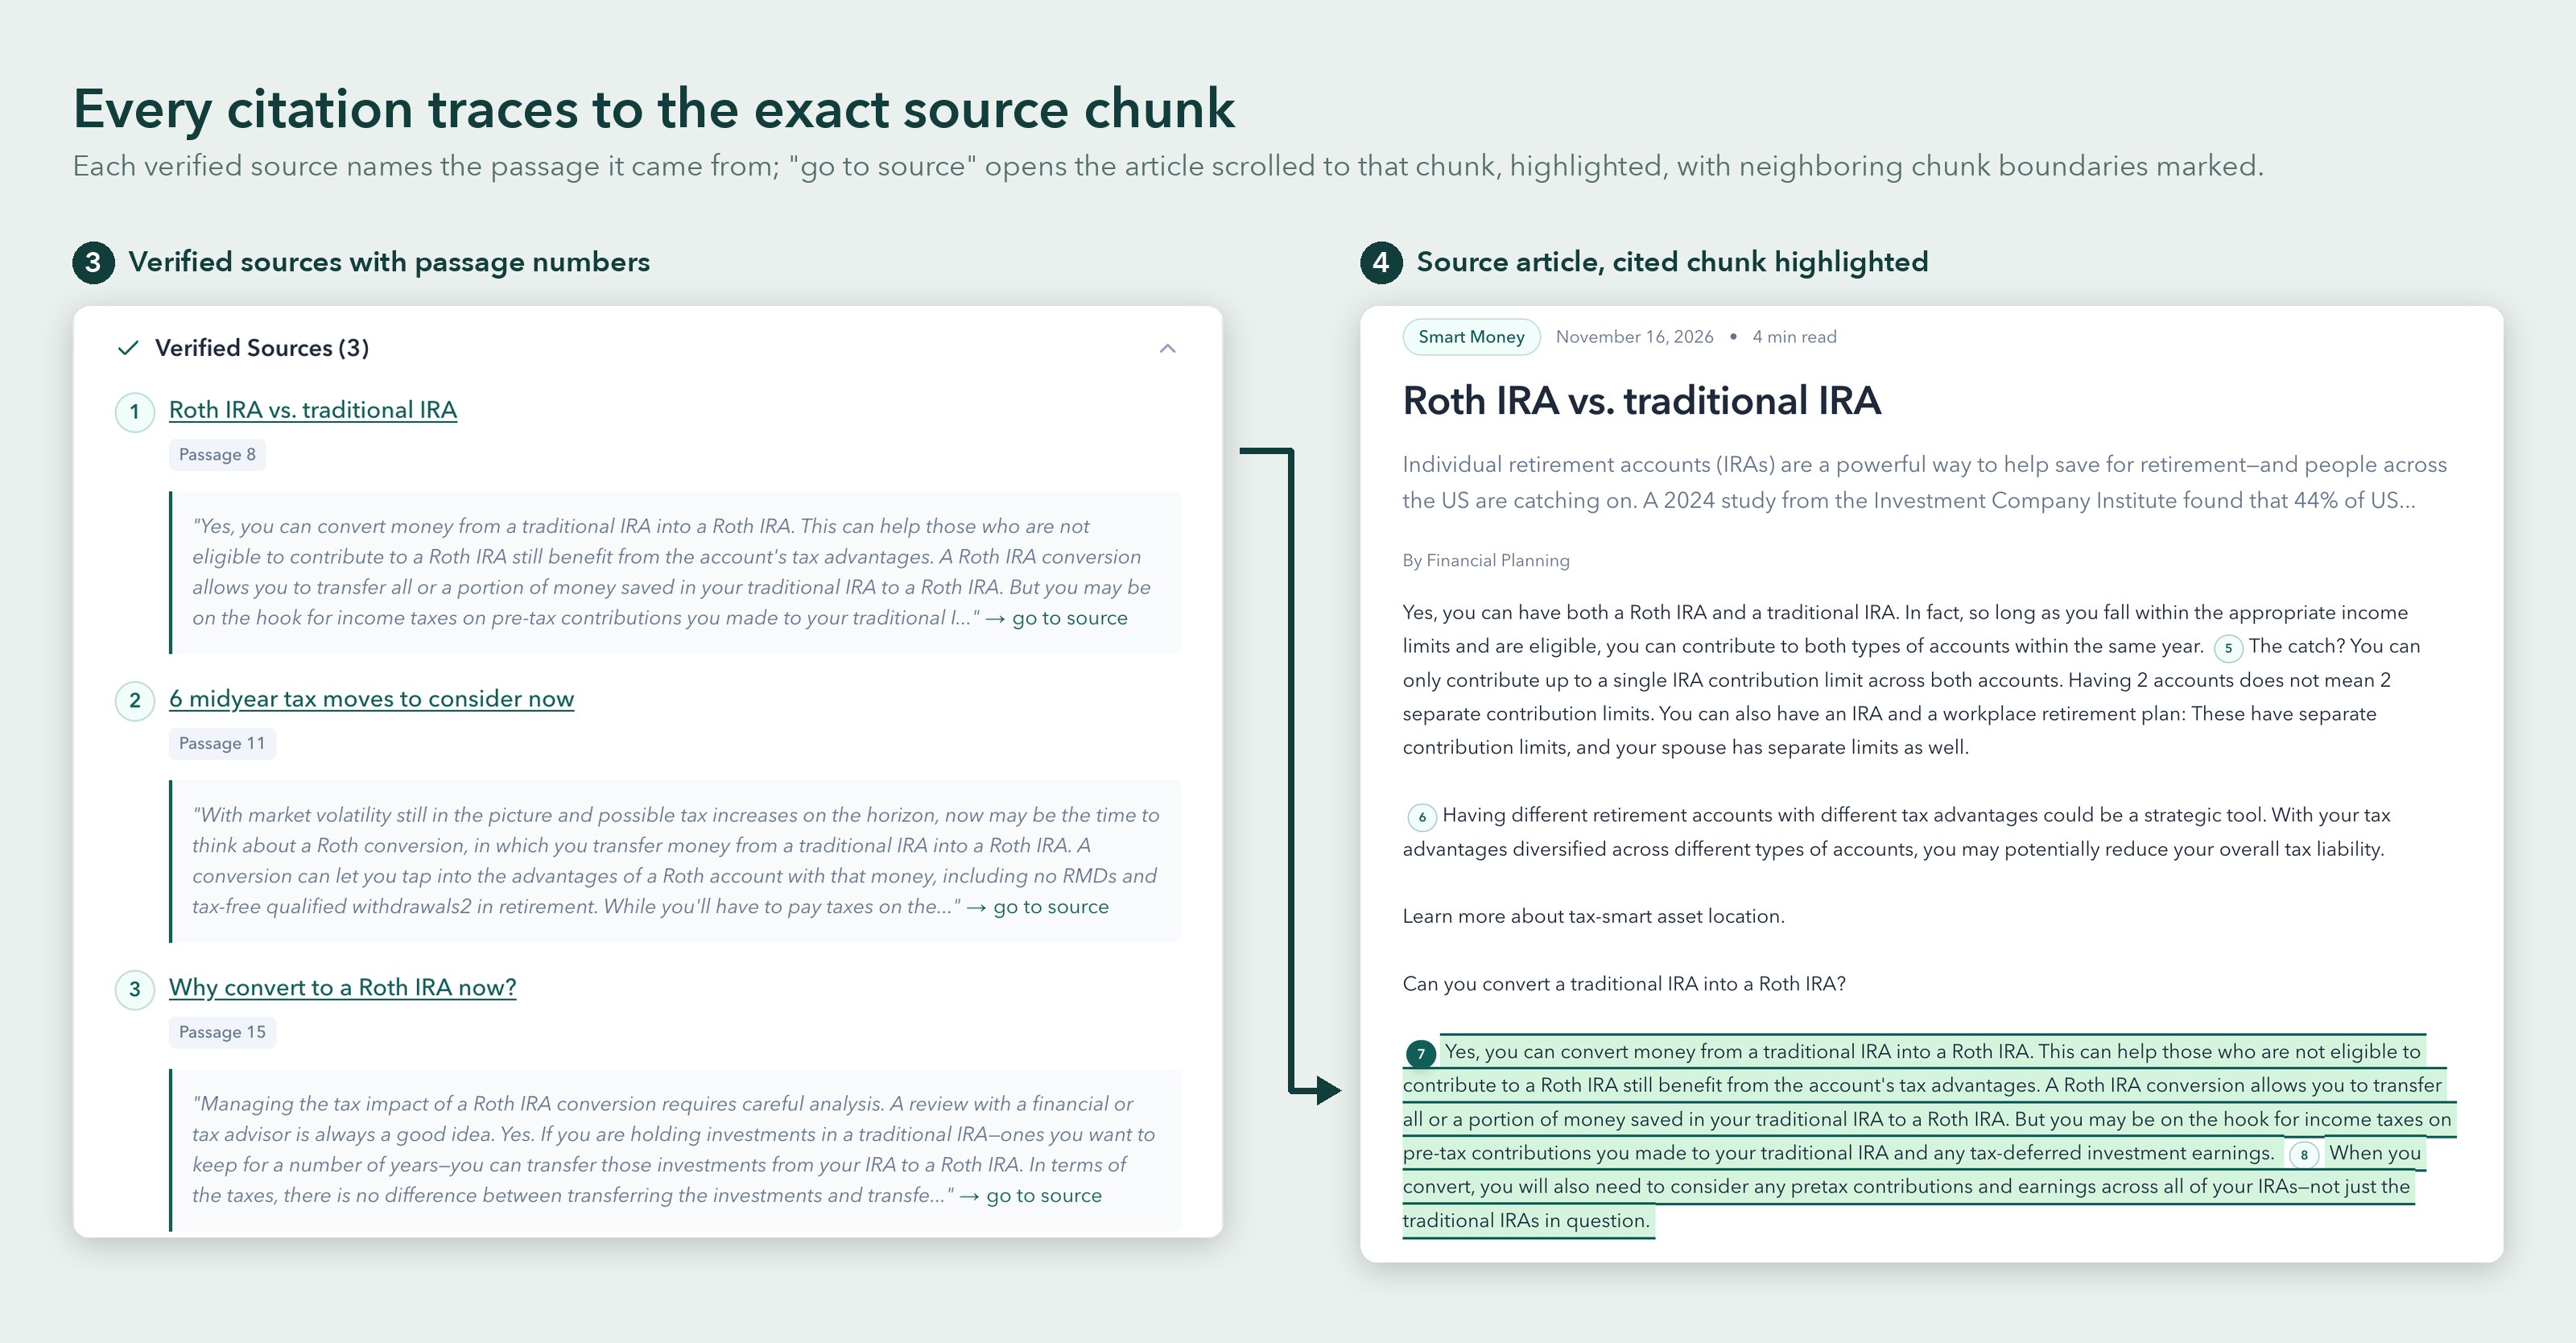 Every citation traces to the exact source chunk
Each verified source names the passage it came from; "go to source" opens the article scrolled to that chunk, highlighted, with neighboring chunk boundaries marked.
3 Verified sources with passage numbers
Verified Sources (3)
1 Roth IRA vs. traditional IRA
Passage 8
"Yes, you can convert money from a traditional IRA into a Roth IRA. This can help those who are not
eligible to contribute to a Roth IRA still benefit from the account's tax advantages. A Roth IRA conversion
allows you to transfer all or a portion of money saved in your traditional IRA to a Roth IRA. But you may be
on the hook for income taxes on pre-tax contributions you made to your traditional I..." → go to source
2 6 midyear tax moves to consider now
Passage 11
"With market volatility still in the picture and possible tax increases on the horizon, now may be the time to
think about a Roth conversion, in which you transfer money from a traditional IRA into a Roth IRA. A
conversion can let you tap into the advantages of a Roth account with that money, including no RMDs and
tax-free qualified withdrawals2 in retirement. While you'll have to pay taxes on the..." → go to source
3 Why convert to a Roth IRA now?
Passage 15
"Managing the tax impact of a Roth IRA conversion requires careful analysis. A review with a financial or
tax advisor is always a good idea. Yes. If you are holding investments in a traditional IRA—ones you want to
keep for a number of years—you can transfer those investments from your IRA to a Roth IRA. In terms of
the taxes, there is no difference between transferring the investments and transfe..." → go to source
4 Source article, cited chunk highlighted
Smart Money November 16, 2026 • 4 min read
Roth IRA vs. traditional IRA
Individual retirement accounts (IRAs) are a powerful way to help save for retirement—and people across
the US are catching on. A 2024 study from the Investment Company Institute found that 44% of US...
By Financial Planning
Yes, you can have both a Roth IRA and a traditional IRA. In fact, so long as you fall within the appropriate income
limits and are eligible, you can contribute to both types of accounts within the same year. 5 The catch? You can
only contribute up to a single IRA contribution limit across both accounts. Having 2 accounts does not mean 2
separate contribution limits. You can also have an IRA and a workplace retirement plan: These have separate
contribution limits, and your spouse has separate limits as well.
6 Having different retirement accounts with different tax advantages could be a strategic tool. With your tax
advantages diversified across different types of accounts, you may potentially reduce your overall tax liability.
Learn more about tax-smart asset location.
Can you convert a traditional IRA into a Roth IRA?
7 Yes, you can convert money from a traditional IRA into a Roth IRA. This can help those who are not eligible to
contribute to a Roth IRA still benefit from the account's tax advantages. A Roth IRA conversion allows you to transfer
all or a portion of money saved in your traditional IRA to a Roth IRA. But you may be on the hook for income taxes on
pre-tax contributions you made to your traditional IRA and any tax-deferred investment earnings. 8 When you
convert, you will also need to consider any pretax contributions and earnings across all of your IRAs—not just the
traditional IRAs in question.